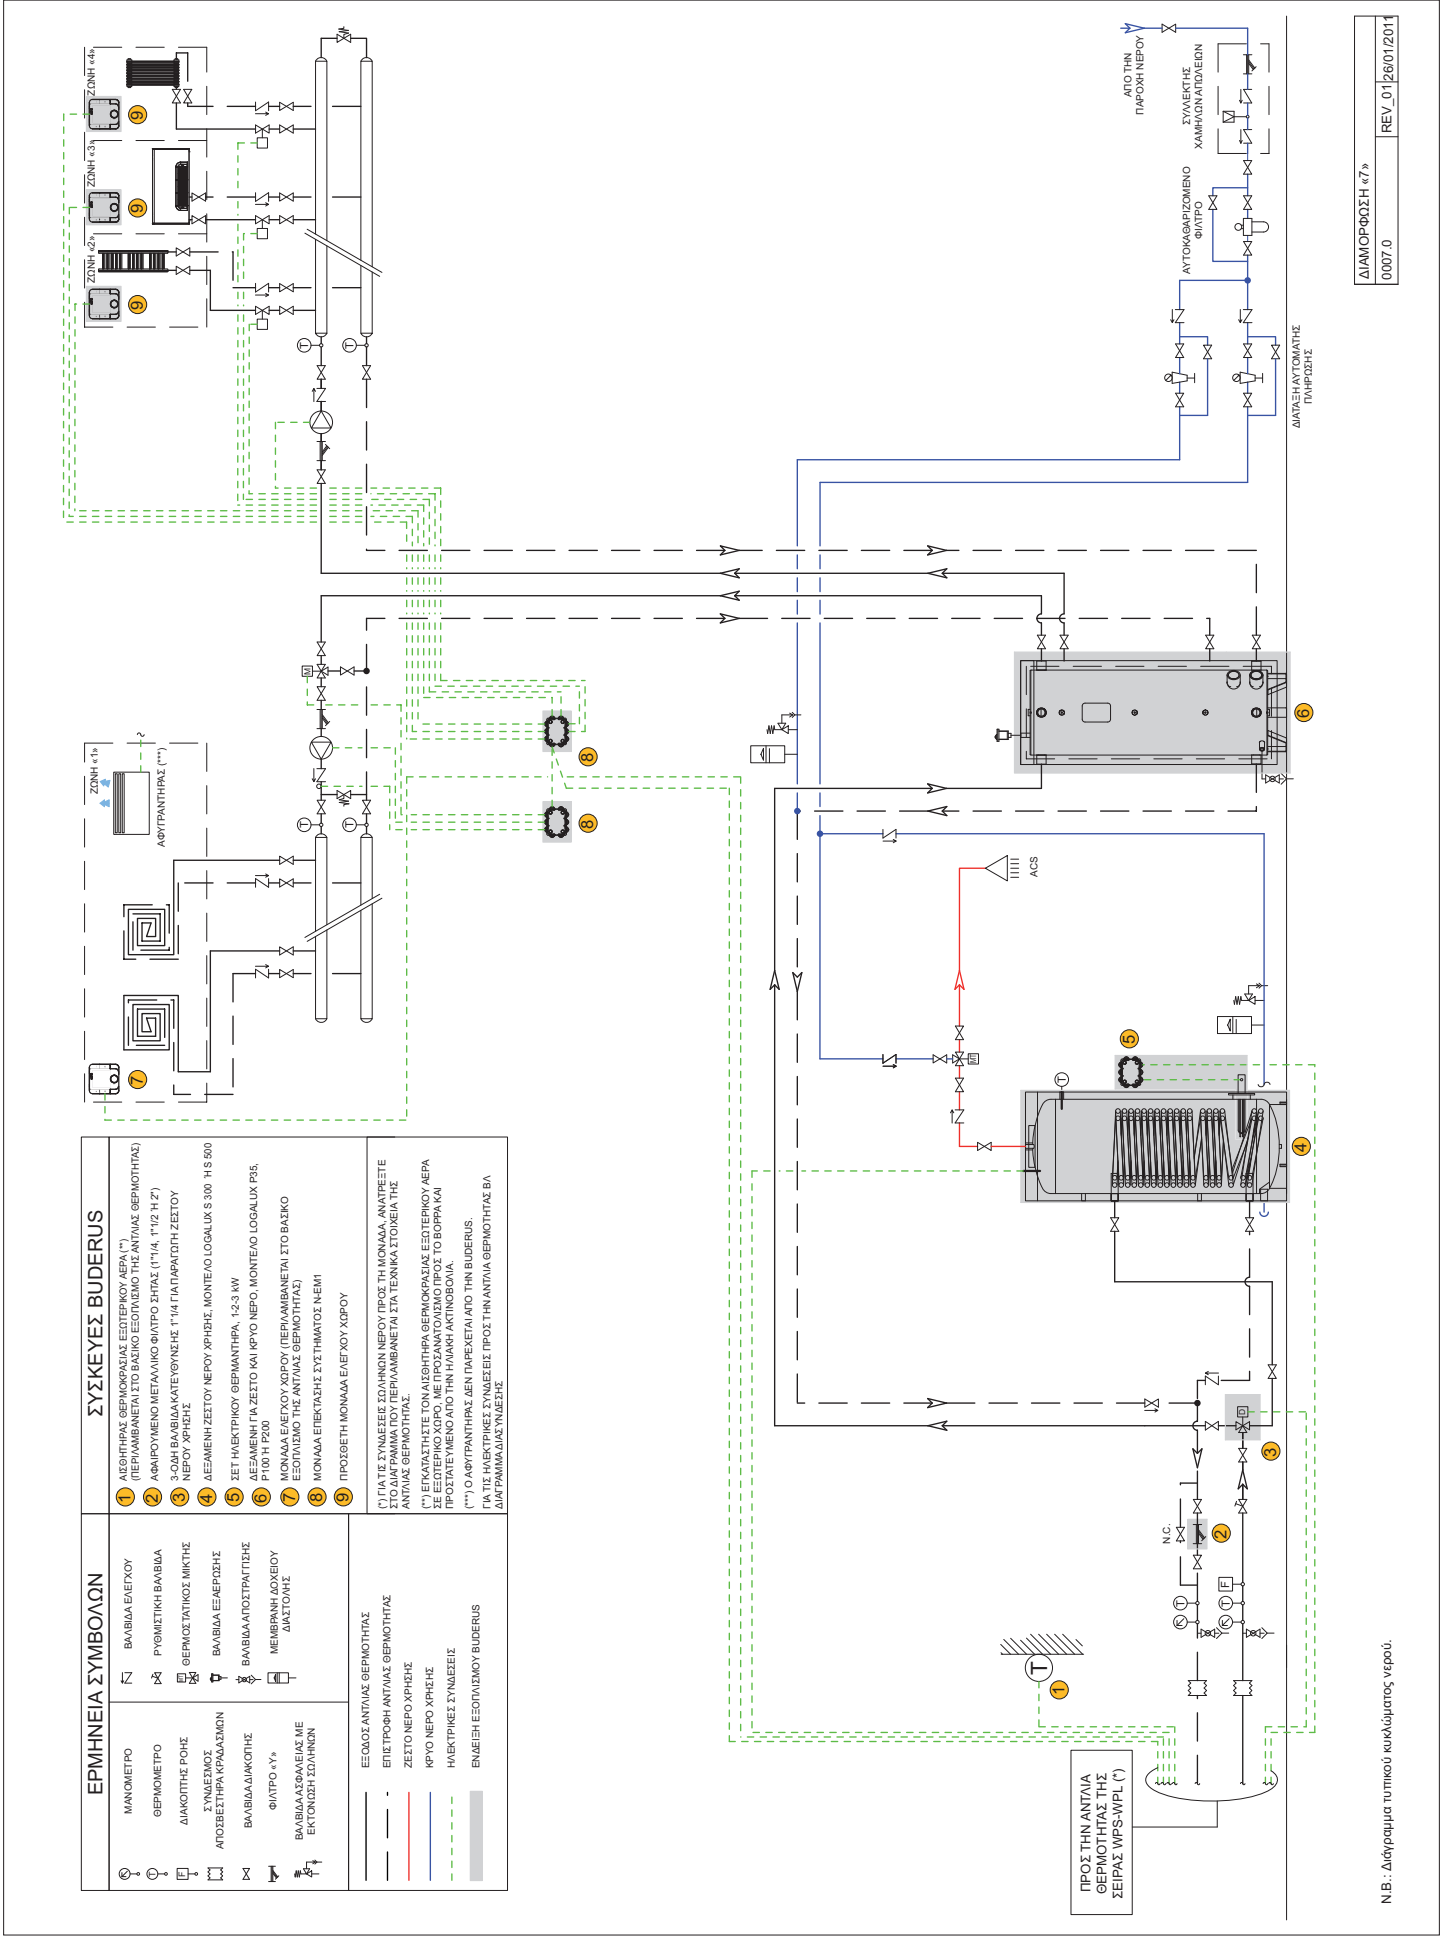 ΕΡΜΗΝΕΙΑ ΣΥΜΒΟΛΩΝ
ΜΑΝΟΜΕΤΡΟ
ΘΕΡΜΟΜΕΤΡΟ
ΔΙΑΚΟΠΤΗΣ ΡΟΗΣ
ΣΥΝΔΕΣΜΟΣ
ΑΠΟΣΒΕΣΤΗΡΑ ΚΡΑΔΑΣΜΩΝ
ΒΑΛΒΙΔΑ ΔΙΑΚΟΠΗΣ
ΦΙΛΤΡΟ «Υ»
ΒΑΛΒΙΔΑ ΑΣΦΑΛΕΙΑΣ ΜΕ
ΕΚΤΟΝΩΣΗ ΣΩΛΗΝΩΝ
ΒΑΛΒΙΔΑ ΕΛΕΓΧΟΥ
ΡΥΘΜΙΣΤΙΚΗ ΒΑΛΒΙΔΑ
ΘΕΡΜΟΣΤΑΤΙΚΟΣ ΜΙΚΤΗΣ
ΒΑΛΒΙΔΑ ΕΞΑΕΡΩΣΗΣ
ΒΑΛΒΙΔΑ ΑΠΟΣΤΡΑΓΓΙΣΗΣ
ΜΕΜΒΡΑΝΗ ΔΟΧΕΙΟΥ
ΔΙΑΣΤΟΛΗΣ
ΕΞΟΔΟΣ ΑΝΤΛΙΑΣ ΘΕΡΜΟΤΗΤΑΣ
ΕΠΙΣΤΡΟΦΗ ΑΝΤΛΙΑΣ ΘΕΡΜΟΤΗΤΑΣ
ΖΕΣΤΟ ΝΕΡΟ ΧΡΗΣΗΣ
ΚΡΥΟ ΝΕΡΟ ΧΡΗΣΗΣ
ΗΛΕΚΤΡΙΚΕΣ ΣΥΝΔΕΣΕΙΣ
ΕΝΔΕΙΞΗ ΕΞΟΠΛΙΣΜΟΥ BUDERUS
ΣΥΣΚΕΥΕΣ BUDERUS
1 ΑΙΣΘΗΤΗΡΑΣ ΘΕΡΜΟΚΡΑΣΙΑΣ ΕΞΩΤΕΡΙΚΟΥ ΑΕΡΑ (**)
(ΠΕΡΙΛΑΜΒΑΝΕΤΑΙ ΣΤΟ ΒΑΣΙΚΟ ΕΞΟΠΛΙΣΜΟ ΤΗΣ ΑΝΤΛΙΑΣ ΘΕΡΜΟΤΗΤΑΣ)
2 ΑΦΑΙΡΟΥΜΕΝΟ ΜΕΤΑΛΛΙΚΟ ΦΙΛΤΡΟ ΣΗΤΑΣ (1"1/4, 1"1/2 Ή 2")
3 3-ΟΔΗ ΒΑΛΒΙΔΑ ΚΑΤΕΥΘΥΝΣΗΣ 1"1/4 ΓΙΑ ΠΑΡΑΓΩΓΗ ΖΕΣΤΟΥ
ΝΕΡΟΥ ΧΡΗΣΗΣ
4 ΔΕΞΑΜΕΝΗ ΖΕΣΤΟΥ ΝΕΡΟΥ ΧΡΗΣΗΣ, ΜΟΝΤΕΛΟ LOGALUX S 300 Ή S 500
5 ΣΕΤ ΗΛΕΚΤΡΙΚΟΥ ΘΕΡΜΑΝΤΗΡΑ, 1-2-3 kW
6 ΔΕΞΑΜΕΝΗ ΓΙΑ ΖΕΣΤΟ ΚΑΙ ΚΡΥΟ ΝΕΡΟ, ΜΟΝΤΕΛΟ LOGALUX P35,
P100 Ή P200
7 ΜΟΝΑΔΑ ΕΛΕΓΧΟΥ ΧΩΡΟΥ (ΠΕΡΙΛΑΜΒΑΝΕΤΑΙ ΣΤΟ ΒΑΣΙΚΟ
ΕΞΟΠΛΙΣΜΟ ΤΗΣ ΑΝΤΛΙΑΣ ΘΕΡΜΟΤΗΤΑΣ)
8 ΜΟΝΑΔΑ ΕΠΕΚΤΑΣΗΣ ΣΥΣΤΗΜΑΤΟΣ N-EM1
9 ΠΡΟΣΘΕΤΗ ΜΟΝΑΔΑ ΕΛΕΓΧΟΥ ΧΩΡΟΥ
(*) ΓΙΑ ΤΙΣ ΣΥΝΔΕΣΕΙΣ ΣΩΛΗΝΩΝ ΝΕΡΟΥ ΠΡΟΣ ΤΗ ΜΟΝΑΔΑ, ΑΝΑΤΡΕΞΤΕ
ΣΤΟ ΔΙΑΓΡΑΜΜΑ ΠΟΥ ΠΕΡΙΛΑΜΒΑΝΕΤΑΙ ΣΤΑ ΤΕΧΝΙΚΑ ΣΤΟΙΧΕΙΑ ΤΗΣ
ΑΝΤΛΙΑΣ ΘΕΡΜΟΤΗΤΑΣ.
(**) ΕΓΚΑΤΑΣΤΗΣΤΕ ΤΟΝ ΑΙΣΘΗΤΗΡΑ ΘΕΡΜΟΚΡΑΣΙΑΣ ΕΞΩΤΕΡΙΚΟΥ ΑΕΡΑ
ΣΕ ΕΞΩΤΕΡΙΚΟ ΧΩΡΟ, ΜΕ ΠΡΟΣΑΝΑΤΟΛΙΣΜΟ ΠΡΟΣ ΤΟ ΒΟΡΡΑ ΚΑΙ
ΠΡΟΣΤΑΤΕΥΜΕΝΟ ΑΠΟ ΤΗΝ ΗΛΙΑΚΗ ΑΚΤΙΝΟΒΟΛΙΑ.
(***) Ο ΑΦΥΓΡΑΝΤΗΡΑΣ ΔΕΝ ΠΑΡΕΧΕΤΑΙ ΑΠΟ ΤΗΝ BUDERUS.
ΓΙΑ ΤΙΣ ΗΛΕΚΤΡΙΚΕΣ ΣΥΝΔΕΣΕΙΣ ΠΡΟΣ ΤΗΝ ΑΝΤΛΙΑ ΘΕΡΜΟΤΗΤΑΣ ΒΛ.
ΔΙΑΓΡΑΜΜΑ ΔΙΑΣΥΝΔΕΣΗΣ
7
ΖΩΝΗ «1»
ΑΦΥΓΡΑΝΤΗΡΑΣ (***)
ΖΩΝΗ «2»
9
ΖΩΝΗ «3»
9
ΖΩΝΗ «4»
9
T
T
M
T
T
8
8
ΠΡΟΣ ΤΗΝ ΑΝΤΛΙΑ
ΘΕΡΜΟΤΗΤΑΣ ΤΗΣ
ΣΕΙΡΑΣ WPS-WPL (*)
T
1
N.C.
2
T
T
F
D
3
4
T
5
ACS
6
ΑΠΟ ΤΗΝ
ΠΑΡΟΧΗ ΝΕΡΟΥ
ΣΥΛΛΕΚΤΗΣ
ΧΑΜΗΛΩΝ ΑΠΩΛΕΙΩΝ
ΑΥΤΟΚΑΘΑΡΙΖΟΜΕΝΟ
ΦΙΛΤΡΟ
ΔΙΑΤΑΞΗ ΑΥΤΟΜΑΤΗΣ
ΠΛΗΡΩΣΗΣ
N.B.: Διάγραμμα τυπικού κυκλώματος νερού.
ΔΙΑΜΟΡΦΩΣΗ «7»
0007.0 REV_01 26/01/2011